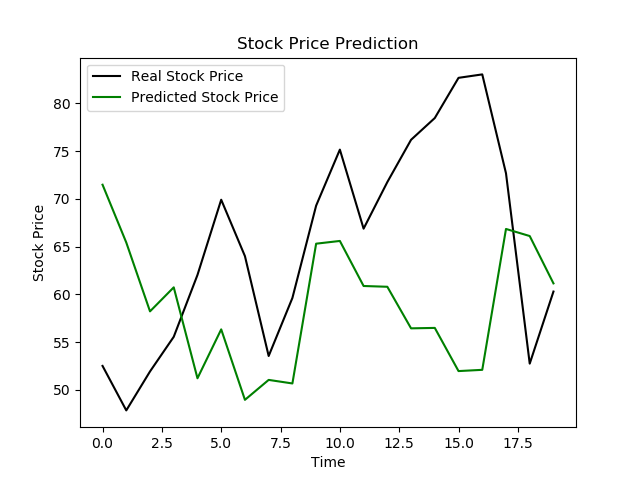 Stock Price Prediction
Real Stock Price
Predicted Stock Price
80
75
70
65
60
55
50
Stock Price
0.0 2.5 5.0 7.5 10.0 12.5 15.0 17.5
Time